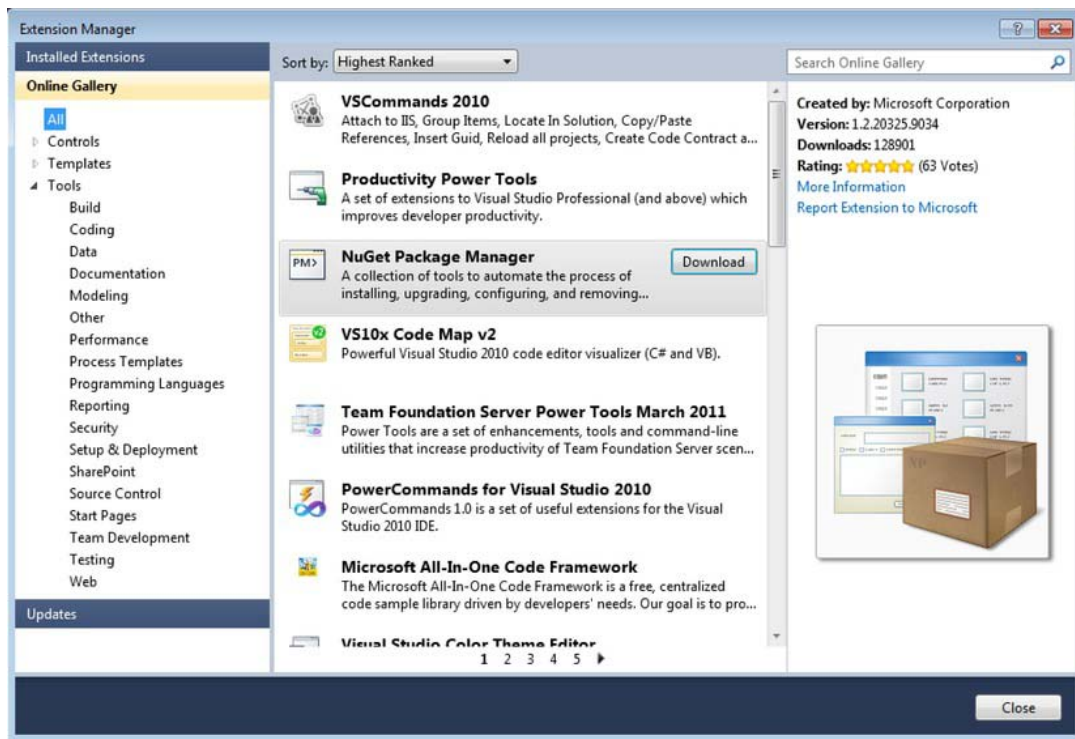 Extension Manager
Installed Extensions
Online Gallery
All
Controls
Templates
Tools
Build
Coding
Data
Documentation
Modeling
Other
Performance
Process Templates
Programming Languages
Reporting
Security
Setup & Deployment
SharePoint
Source Control
Start Pages
Team Development
Testing
Web
Updates
Sort by: Highest Ranked
VSCommands 2010
Attach to IIS, Group Items, Locate In Solution, Copy/Paste
References, Insert Guid, Reload all projects, Create Code Contract a...
Productivity Power Tools
A set of extensions to Visual Studio Professional (and above) which
improves developer productivity.
PM>
NuGet Package Manager
Download
A collection of tools to automate the process of
installing, upgrading, configuring, and removing...
VS10x Code Map v2
Powerful Visual Studio 2010 code editor visualizer (C# and VB).
Team Foundation Server Power Tools March 2011
Power Tools are a set of enhancements, tools and command-line
utilities that increase productivity of Team Foundation Server scen...
PowerCommands for Visual Studio 2010
PowerCommands 1.0 is a set of useful extensions for the Visual
Studio 2010 IDE.
Microsoft All-In-One Code Framework
The Microsoft All-In-One Code Framework is a free, centralized
code sample library driven by developers' needs. Our goal is to pro...
Visual Studio Color Theme Editor
1 2 3 4 5
Search Online Gallery
Created by: Microsoft Corporation
Version: 1.2.20325.9034
Downloads: 128901
Rating: (63 Votes)
More Information
Report Extension to Microsoft
Close